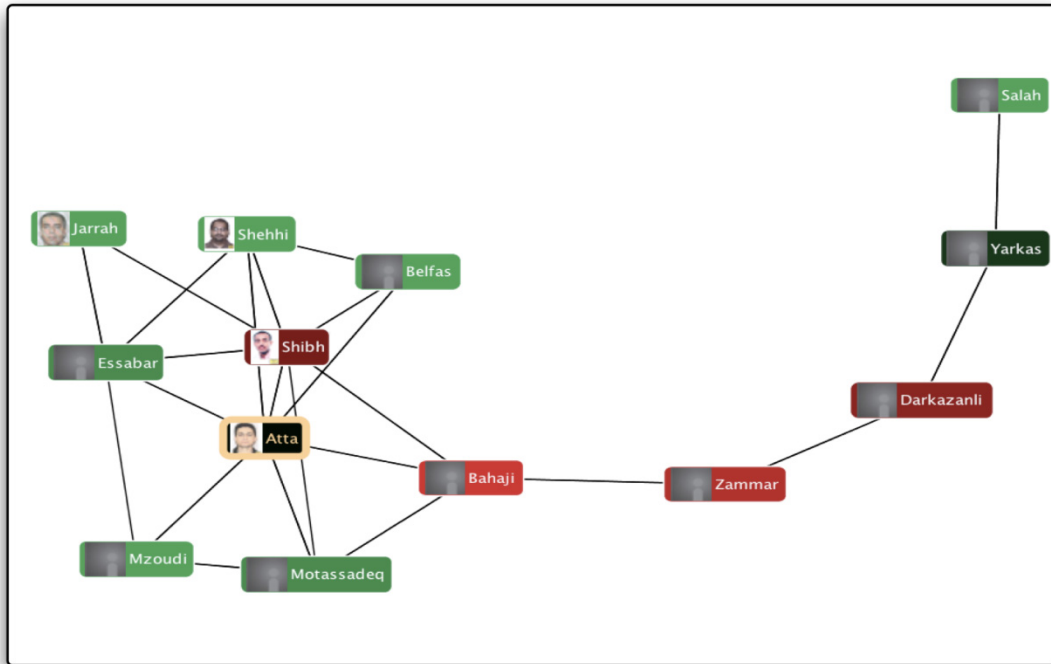 Salah
Jarrah
Shehhi
Yarkas
Belfas
Shibh
Essabar
Darkazanli
Atta
Bahaji
Zammar
Mzoudi
Motassadeq